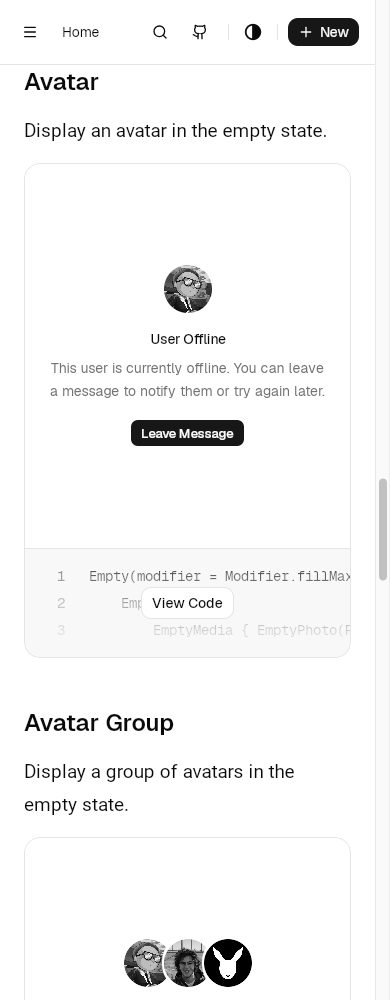 Home
New
Avatar
Display an avatar in the empty state.
User Offline
This user is currently offline. You can leave
a message to notify them or try again later.
Leave Message
1 Empty(modifier = Modifier.fillMax
2
View Code
3 EmptyMedia { EmptyPhoto(
Avatar Group
Display a group of avatars in the
empty state.